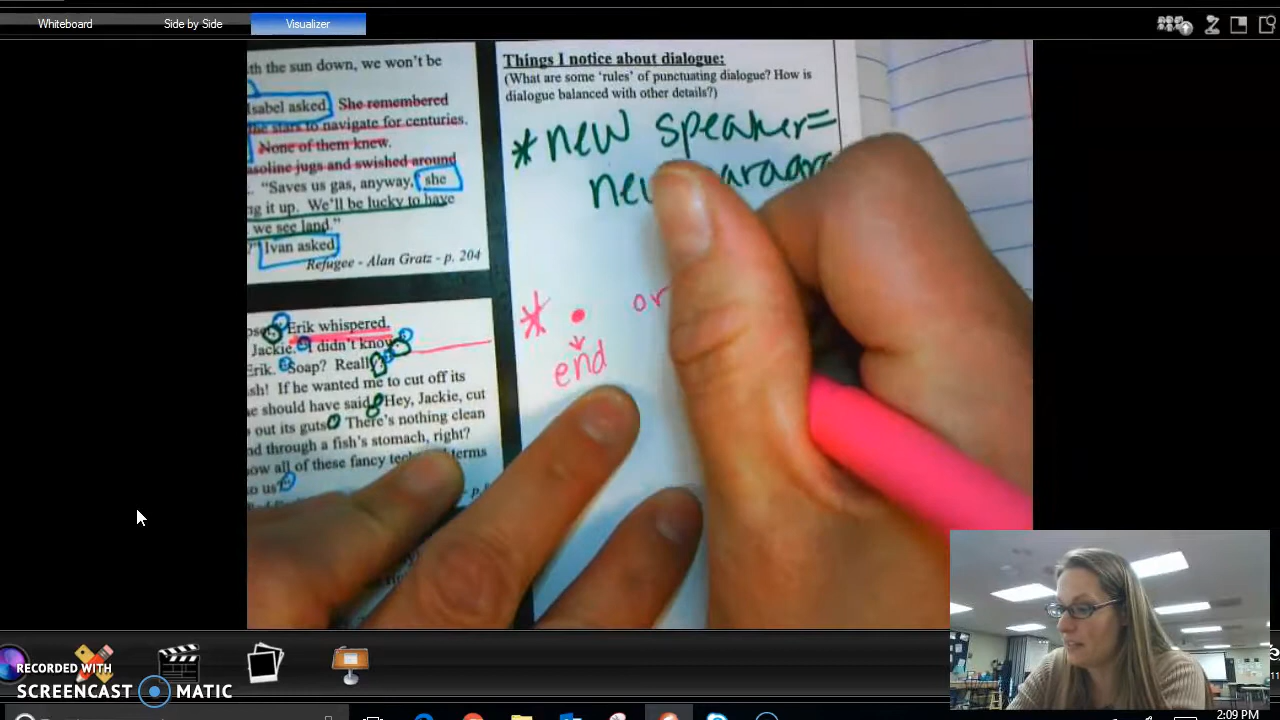 Whiteboard
Side by Side
Visualizer
th the sun down, we won't be
Isabel asked. She remembered
the stars to navigate for centuries.
None of them knew.
asoline jugs and swished around
"Saves us gas, anyway," she
ng it up. We'll be lucky to have
we see land."
Ivan asked
Refugee - Alan Gratz - p. 204
Erik whispered.
Jackie. I didn't know
Erik. Soap? Really?
sh! If he wanted me to cut off its
e should have said Hey, Jackie, cut
out its guts There's nothing clean
nd through a fish's stomach, right?
ow all of these fancy terms
o us?"
Things I notice about dialogue:
(What are some 'rules' of punctuating dialogue? How is
dialogue balanced with other details?)
*new speaker=
* . or
end
RECORDED WITH
SCREENCAST MATIC
2:09 PM